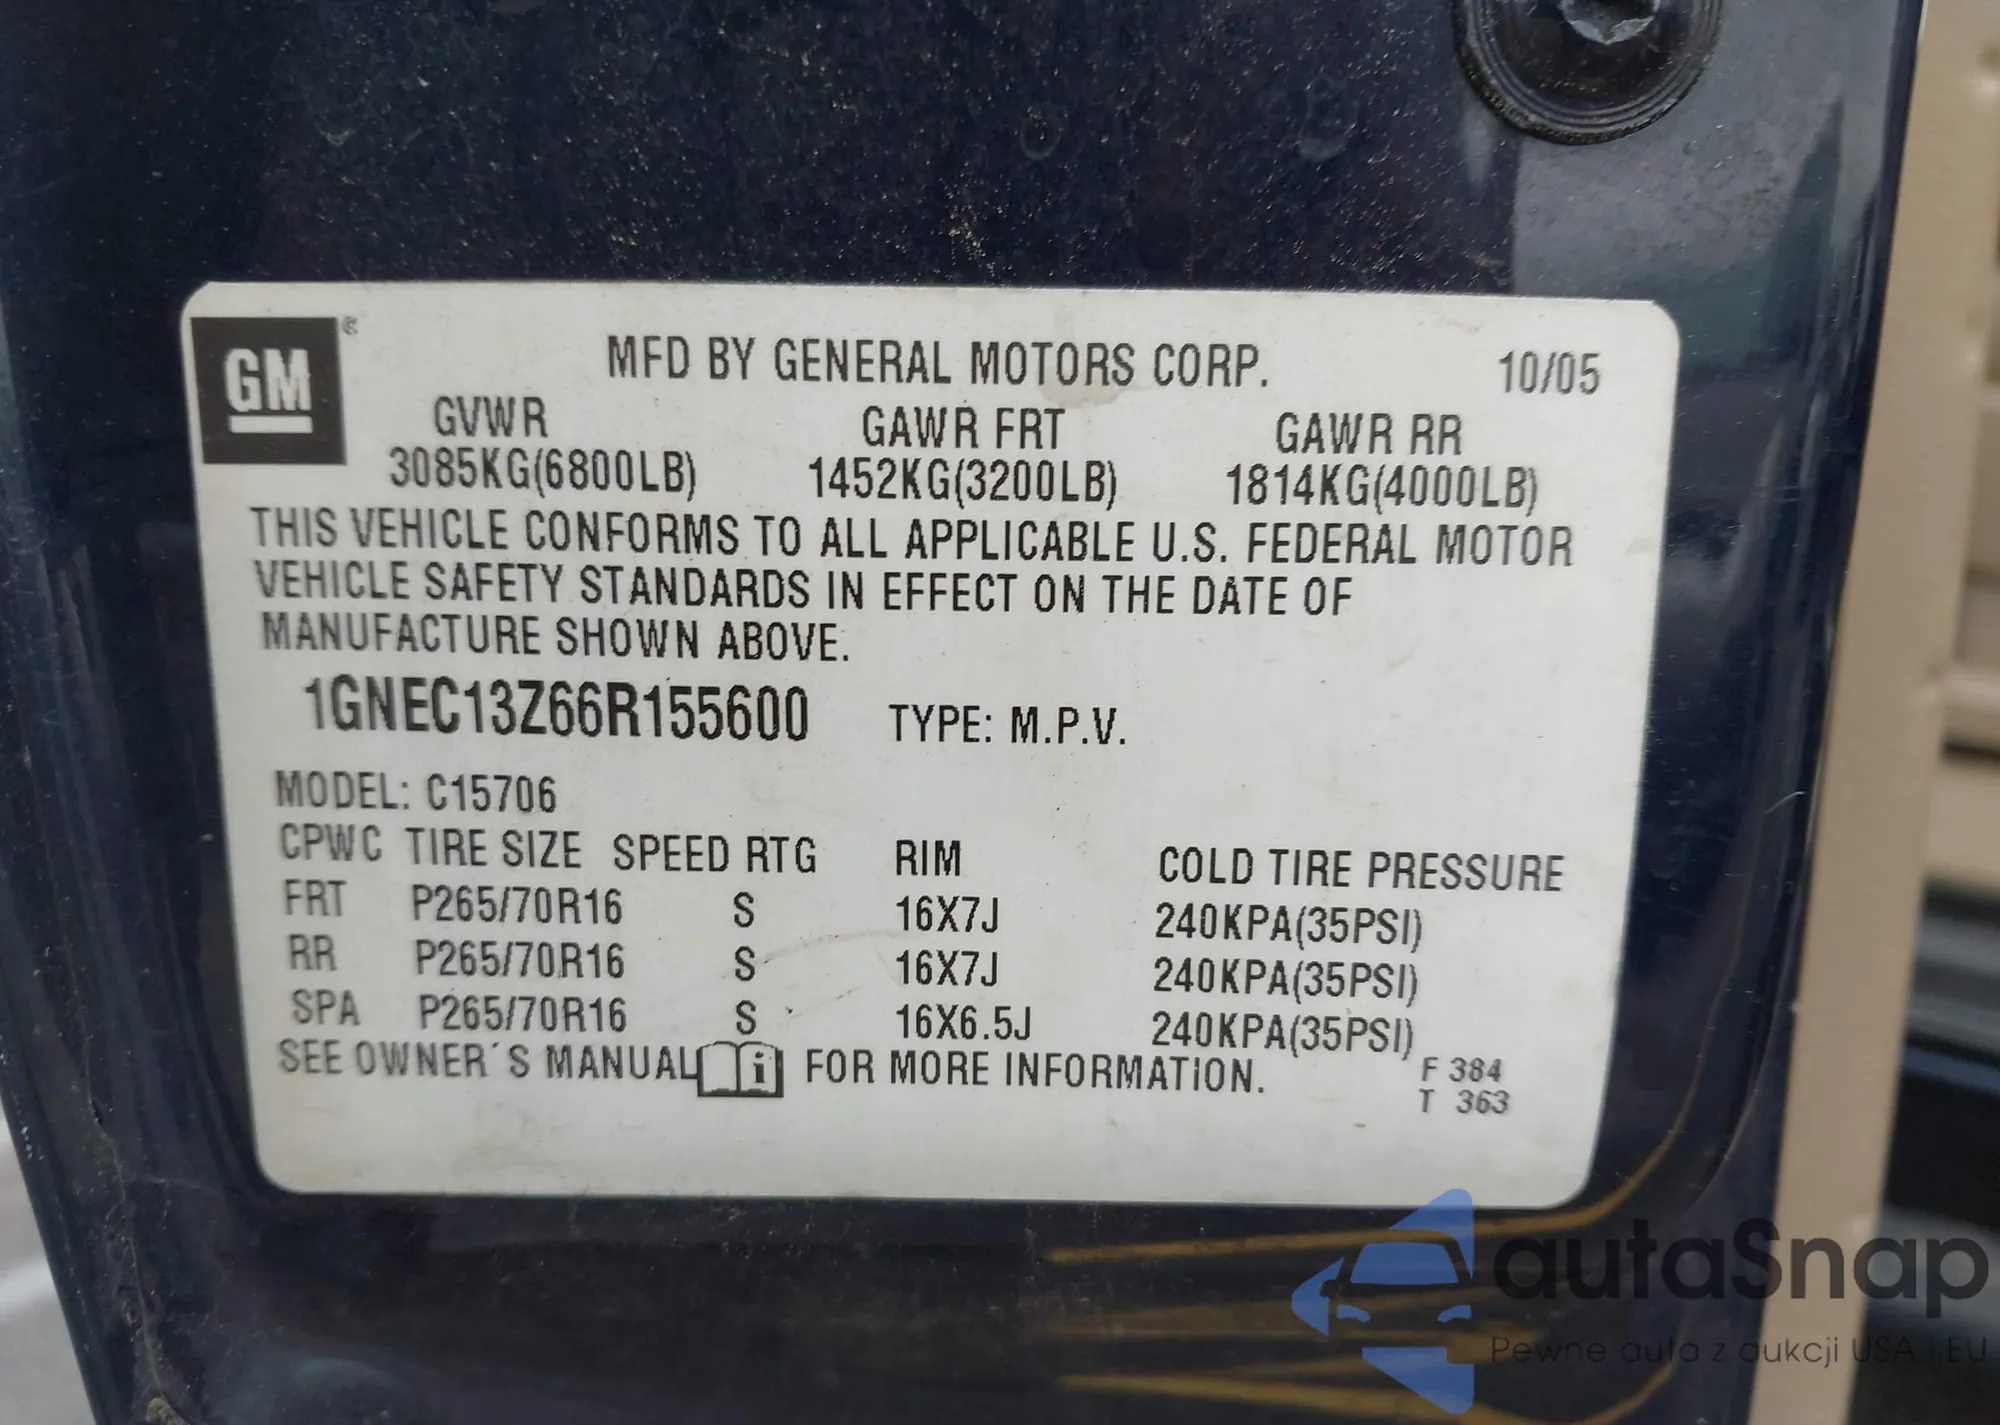 GM ®
MFD BY GENERAL MOTORS CORP. 10/05
GVWR GAWR FRT GAWR RR
3085KG(6800LB) 1452KG(3200LB) 1814KG(4000LB)
THIS VEHICLE CONFORMS TO ALL APPLICABLE U.S. FEDERAL MOTOR
VEHICLE SAFETY STANDARDS IN EFFECT ON THE DATE OF
MANUFACTURE SHOWN ABOVE.
1GNEC13Z66R155600 TYPE: M.P.V.
MODEL: C15706
CPWC TIRE SIZE SPEED RTG RIM COLD TIRE PRESSURE
FRT P265/70R16 S 16X7J 240KPA(35PSI)
RR P265/70R16 S 16X7J 240KPA(35PSI)
SPA P265/70R16 S 16X6.5J 240KPA(35PSI)
SEE OWNER´S MANUAL i FOR MORE INFORMATION.
F 384
T 363
autaSnap
Pewne auta z aukcji USA i EU